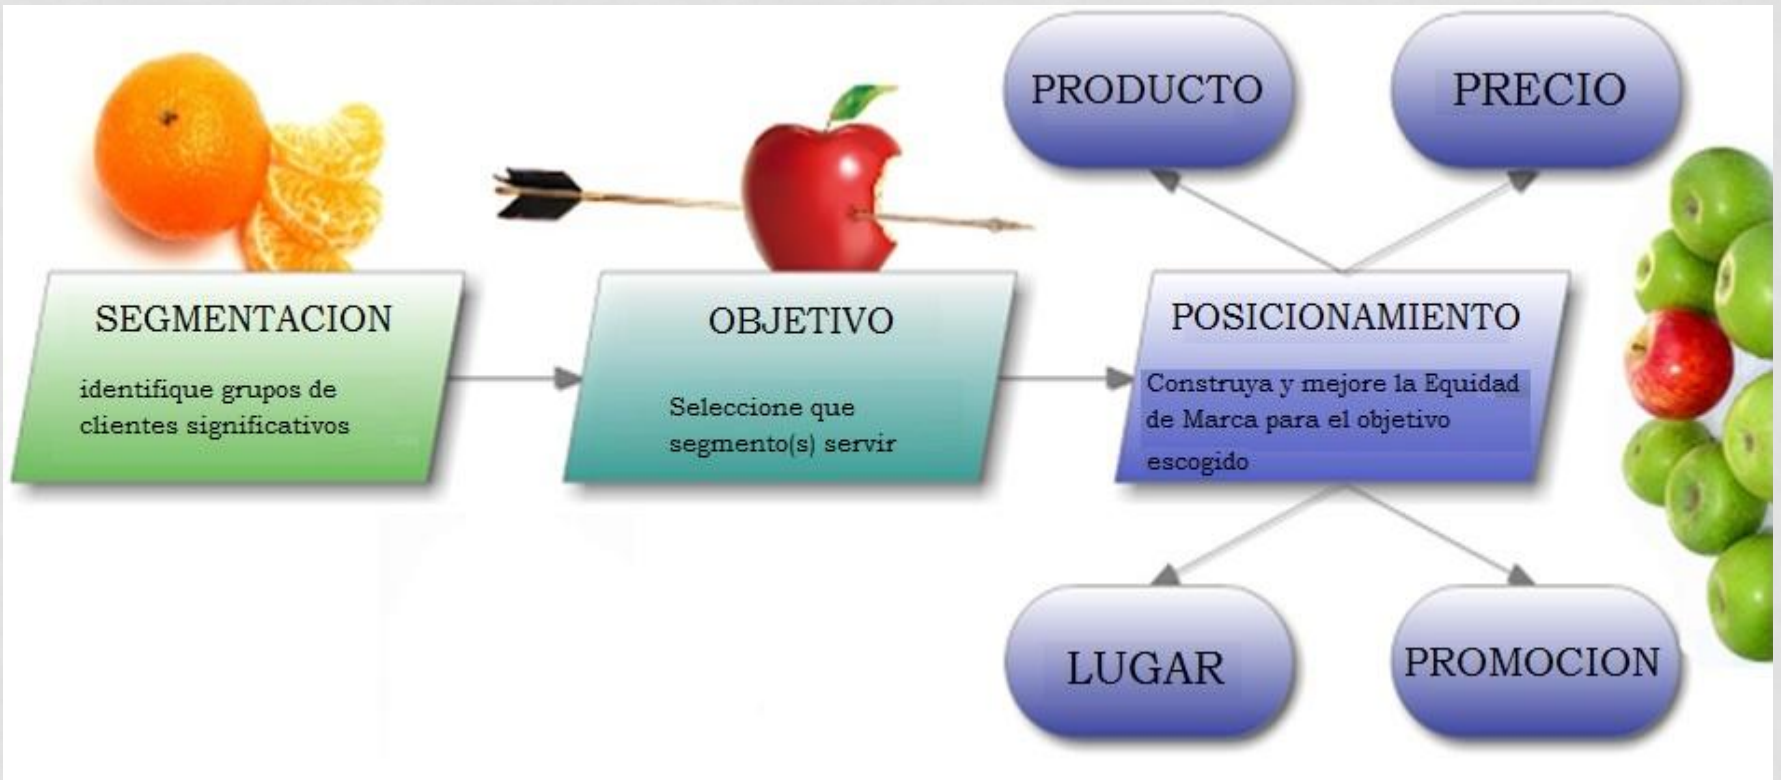 PRODUCTO
PRECIO
SEGMENTACION
identifique grupos de
clientes significativos
OBJETIVO
Seleccione que
segmento(s) servir
POSICIONAMIENTO
Construya y mejore la Equidad
de Marca para el objetivo
escogido
LUGAR
PROMOCION